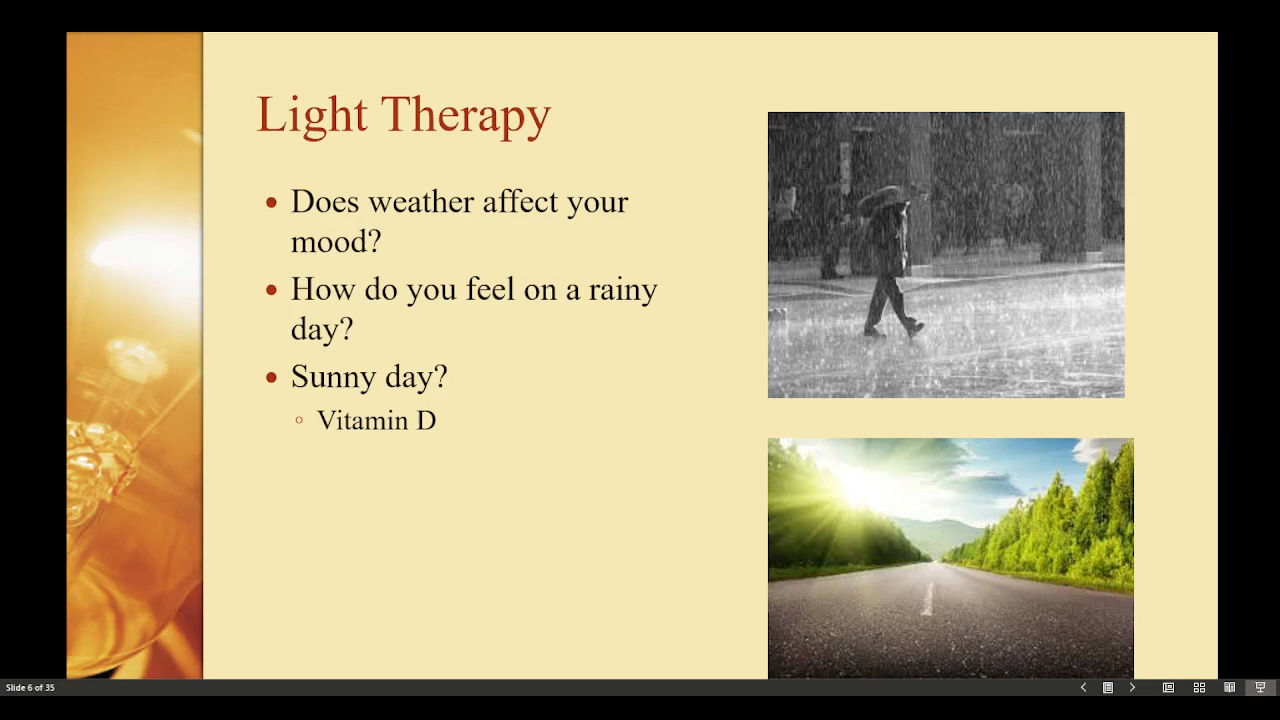 Light Therapy
• Does weather affect your
mood?
• How do you feel on a rainy
day?
• Sunny day?
◦ Vitamin D
Slide 6 of 35